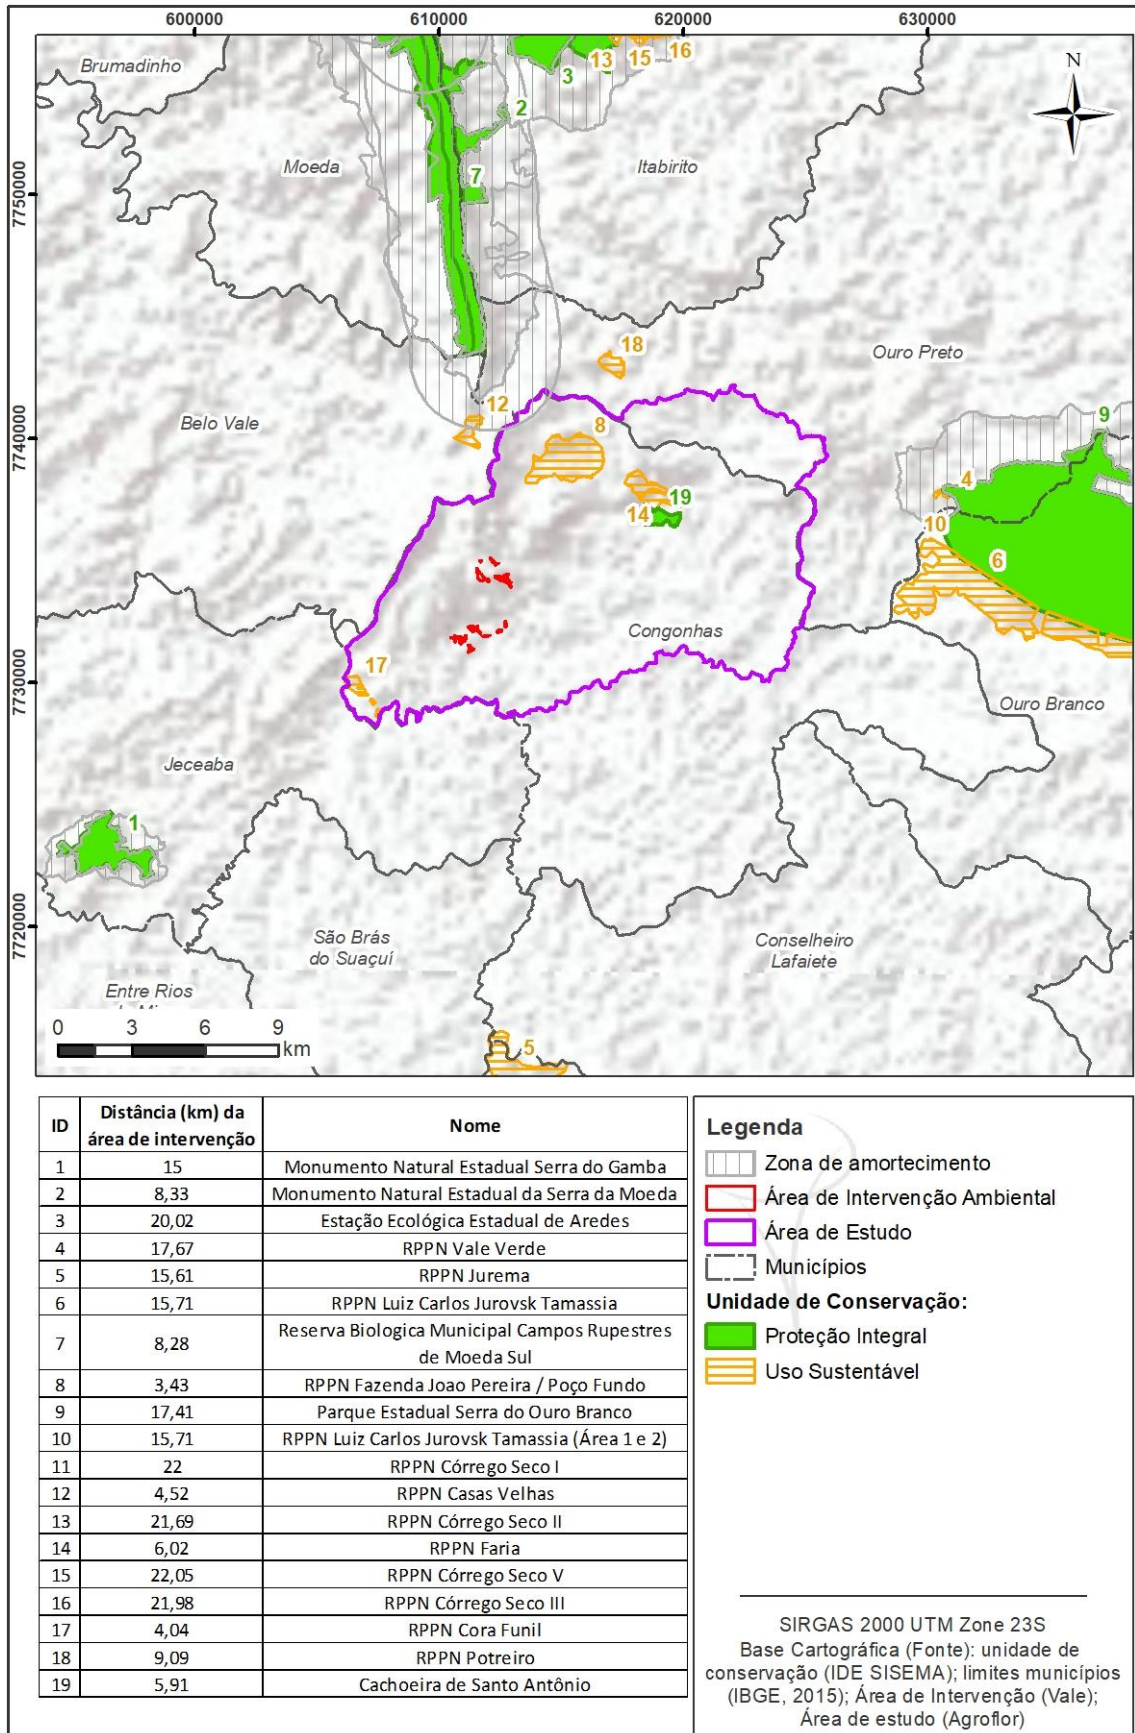 600000 610000 620000 630000
7750000
7740000
7730000
7720000
N
Brumadinho
Moeda
Itabirito
Ouro Preto
Belo Vale
Congonhas
Ouro Branco
Jeceaba
São Brás
do Suaçuí
Conselheiro
Lafaiete
Entre Rios
13 15 16
3
2
7
18
12
8
9
4
19
14
10
6
17
1
5
0 3 6 9
km
ID Distância (km) da área de intervenção Nome
1 15 Monumento Natural Estadual Serra do Gamba
2 8,33 Monumento Natural Estadual da Serra da Moeda
3 20,02 Estação Ecológica Estadual de Aredes
4 17,67 RPPN Vale Verde
5 15,61 RPPN Jurema
6 15,71 RPPN Luiz Carlos Jurovsk Tamassia
7 8,28 Reserva Biologica Municipal Campos Rupestres
de Moeda Sul
8 3,43 RPPN Fazenda Joao Pereira / Poço Fundo
9 17,41 Parque Estadual Serra do Ouro Branco
10 15,71 RPPN Luiz Carlos Jurovsk Tamassia (Área 1 e 2)
11 22 RPPN Córrego Seco I
12 4,52 RPPN Casas Velhas
13 21,69 RPPN Córrego Seco II
14 6,02 RPPN Faria
15 22,05 RPPN Córrego Seco V
16 21,98 RPPN Córrego Seco III
17 4,04 RPPN Cora Funil
18 9,09 RPPN Potreiro
19 5,91 Cachoeira de Santo Antônio
Legenda
Zona de amortecimento
Área de Intervenção Ambiental
Área de Estudo
Municípios
Unidade de Conservação:
Proteção Integral
Uso Sustentável
SIRGAS 2000 UTM Zone 23S
Base Cartográfica (Fonte): unidade de
conservação (IDE SISEMA); limites municípios
(IBGE, 2015); Área de Intervenção (Vale);
Área de estudo (Agroflor)